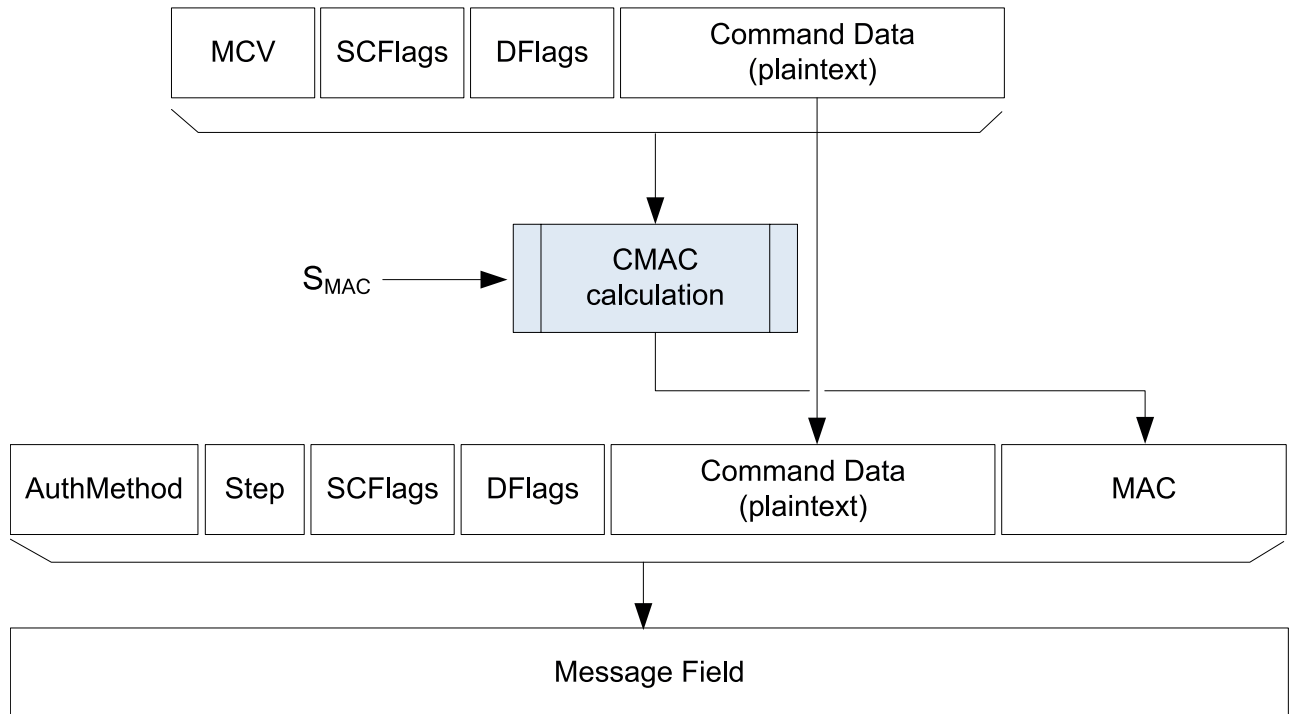 MCV SCFlags DFlags Command Data
(plaintext)
CMAC
calculation
SMAC
AuthMethod Step SCFlags DFlags Command Data
(plaintext) MAC
Message Field